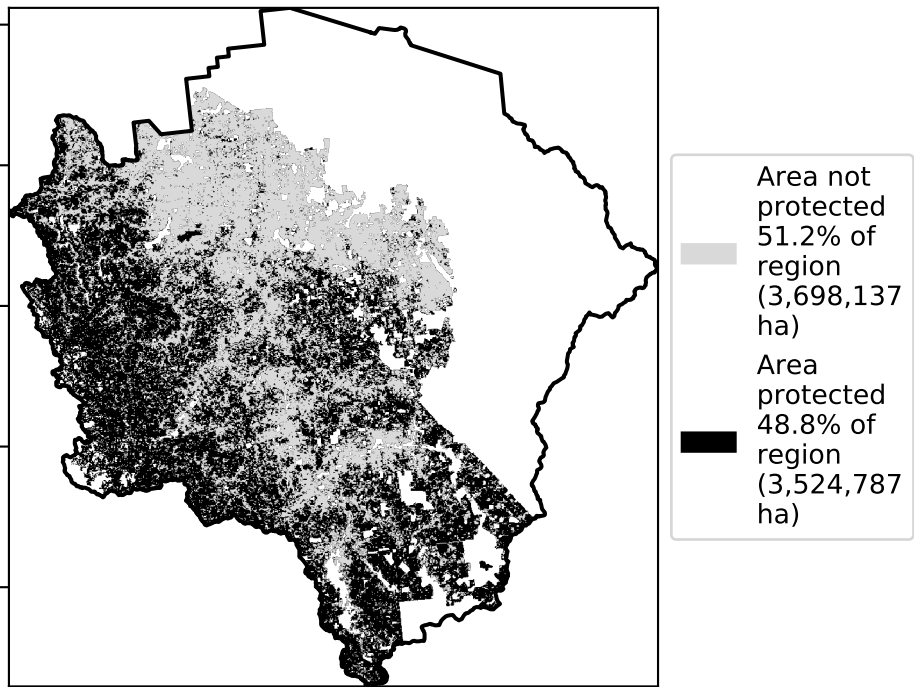 Area not
protected
51.2% of
region
(3,698,137
ha)
Area
protected
48.8% of
region
(3,524,787
ha)